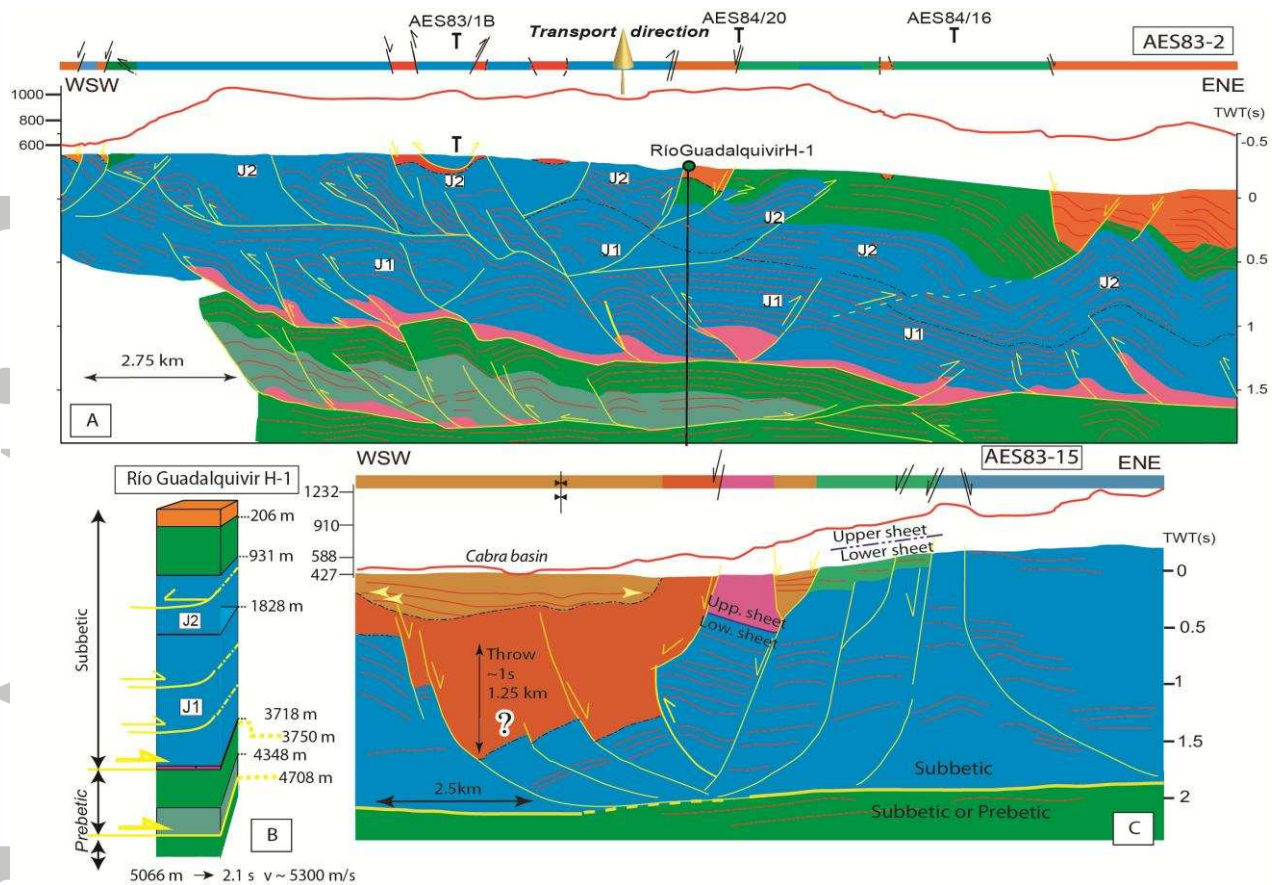 AES83/1B
T
Transport direction
AES84/20
T
AES84/16
T
AES83-2
WSW
ENE
1000
800
600
TWT(s)
-0.5
0
0.5
1
1.5
T
RíoGuadalquivirH-1
J2
J2
J2
J2
J2
J2
J1
J1
J1
J1
2.75 km
A
Río Guadalquivir H-1
206 m
931 m
1828 m
3718 m
3750 m
4348 m
4708 m
J2
J1
Subbetic
Prebetic
B
5066 m → 2.1 s v ~ 5300 m/s
WSW
AES83-15
ENE
1232
910
588
427
Cabra basin
Upper sheet
Lower sheet
TWT(s)
0
0.5
1
1.5
2
Upp. sheet
Low. sheet
Throw
~1s
1.25 km
?
2.5km
Subbetic
Subbetic or Prebetic
C